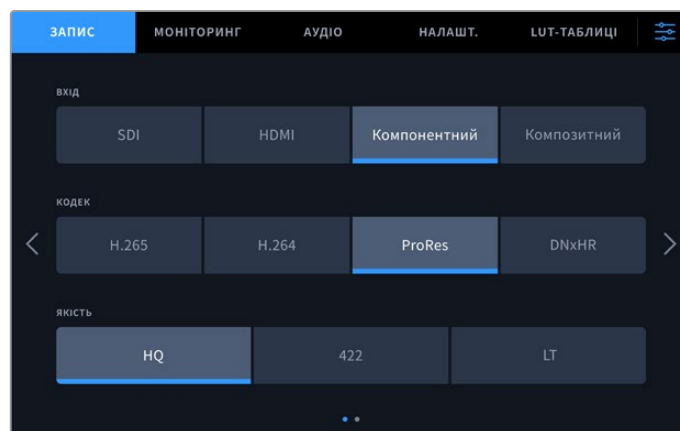 ЗАПИС МОНІТОРИНГ АУДІО НАЛАШТ. LUT-ТАБЛИЦІ
ВХІД
SDI HDMI Компонентний Композитний
КОДЕК
H.265 H.264 ProRes DNxHR
ЯКІСТЬ
HQ 422 LT